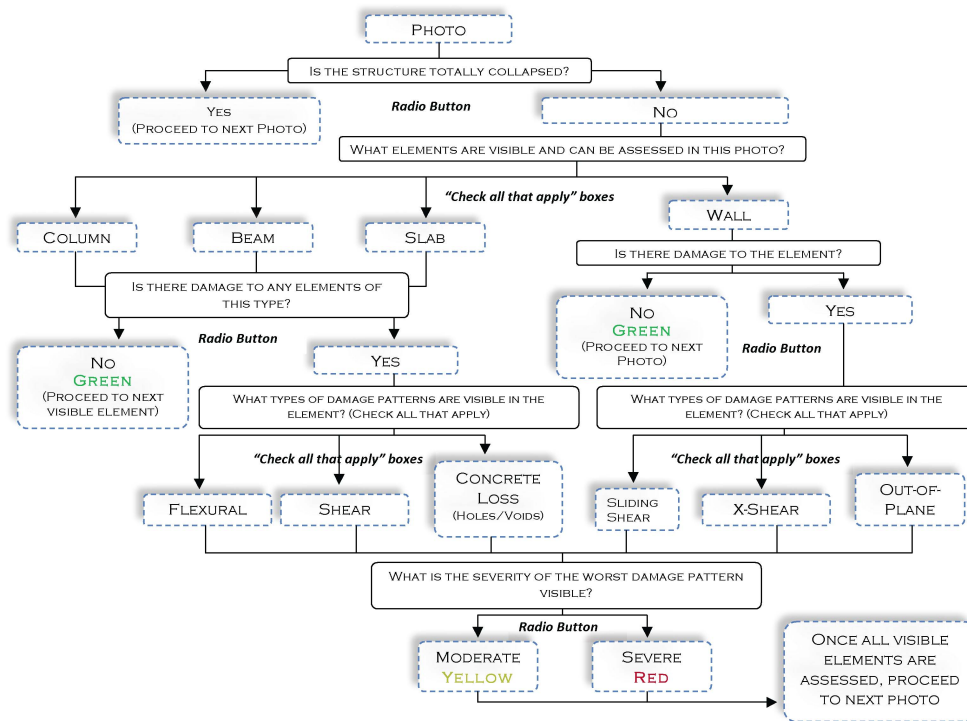 PHOTO
IS THE STRUCTURE TOTALLY COLLAPSED?
YES
(PROCEED TO NEXT PHOTO)
Radio Button
NO
WHAT ELEMENTS ARE VISIBLE AND CAN BE ASSESSED IN THIS PHOTO?
“Check all that apply” boxes
COLUMN
BEAM
SLAB
WALL
IS THERE DAMAGE TO ANY ELEMENTS OF
THIS TYPE?
IS THERE DAMAGE TO THE ELEMENT?
Radio Button
NO
GREEN
(PROCEED TO NEXT
VISIBLE ELEMENT)
YES
NO
GREEN
(PROCEED TO NEXT
PHOTO)
YES
Radio Button
WHAT TYPES OF DAMAGE PATTERNS ARE VISIBLE IN THE
ELEMENT? (CHECK ALL THAT APPLY)
WHAT TYPES OF DAMAGE PATTERNS ARE VISIBLE IN THE
ELEMENT? (CHECK ALL THAT APPLY)
“Check all that apply” boxes
“Check all that apply” boxes
FLEXURAL
SHEAR
CONCRETE
LOSS
(HOLES/VOIDS)
SLIDING
SHEAR
X-SHEAR
OUT-OF-
PLANE
WHAT IS THE SEVERITY OF THE WORST DAMAGE PATTERN
VISIBLE?
Radio Button
MODERATE
YELLOW
SEVERE
RED
ONCE ALL VISIBLE
ELEMENTS ARE
ASSESSED, PROCEED
TO NEXT PHOTO